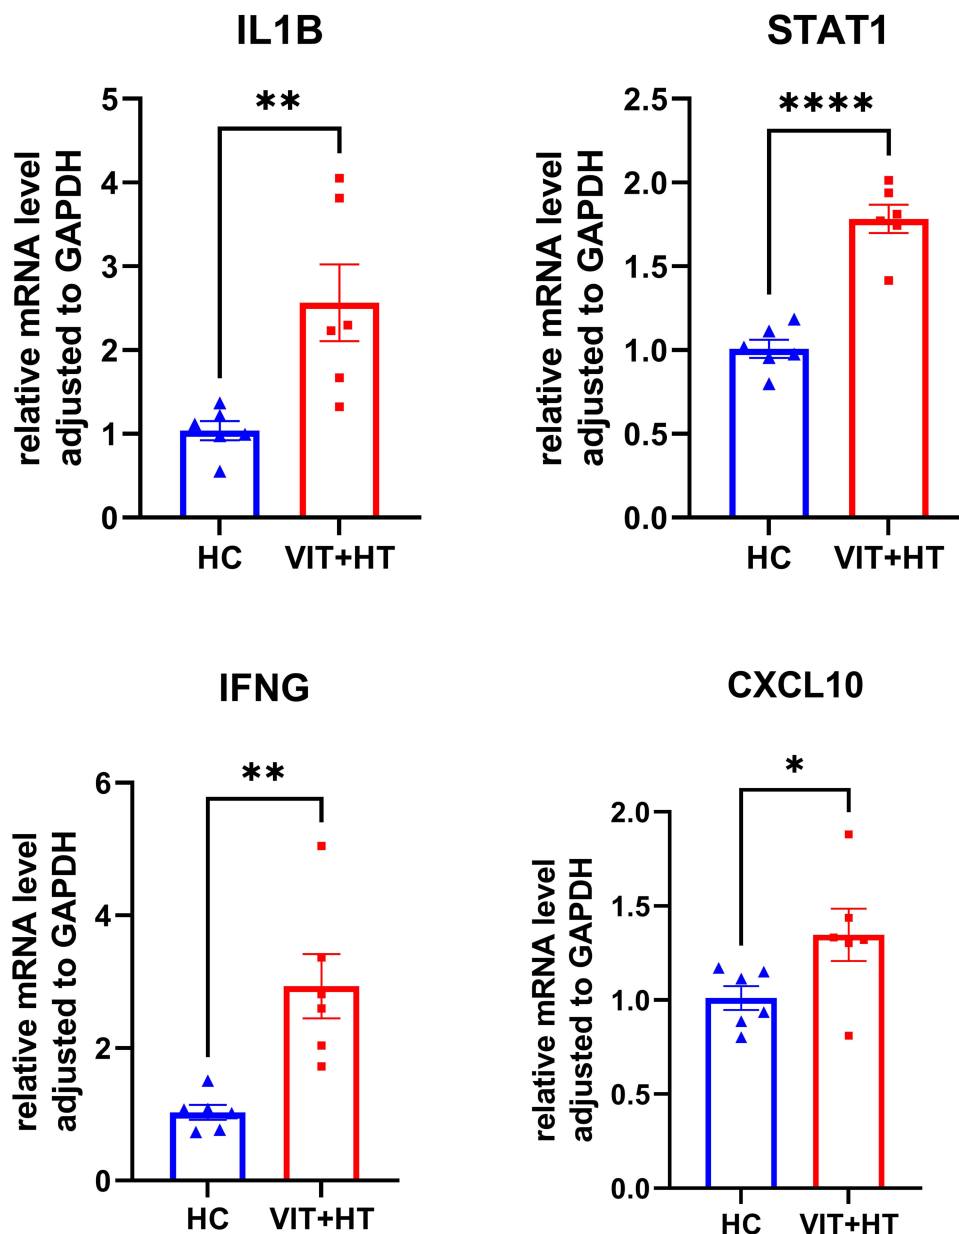 IL1B
**
relative mRNA level
adjusted to GAPDH
5
4
3
2
1
0
HC
VIT+HT
STAT1
****
relative mRNA level
adjusted to GAPDH
2.5
2.0
1.5
1.0
0.5
0.0
HC
VIT+HT
IFNG
**
relative mRNA level
adjusted to GAPDH
6
4
2
0
HC
VIT+HT
CXCL10
*
relative mRNA level
adjusted to GAPDH
2.0
1.5
1.0
0.5
0.0
HC
VIT+HT